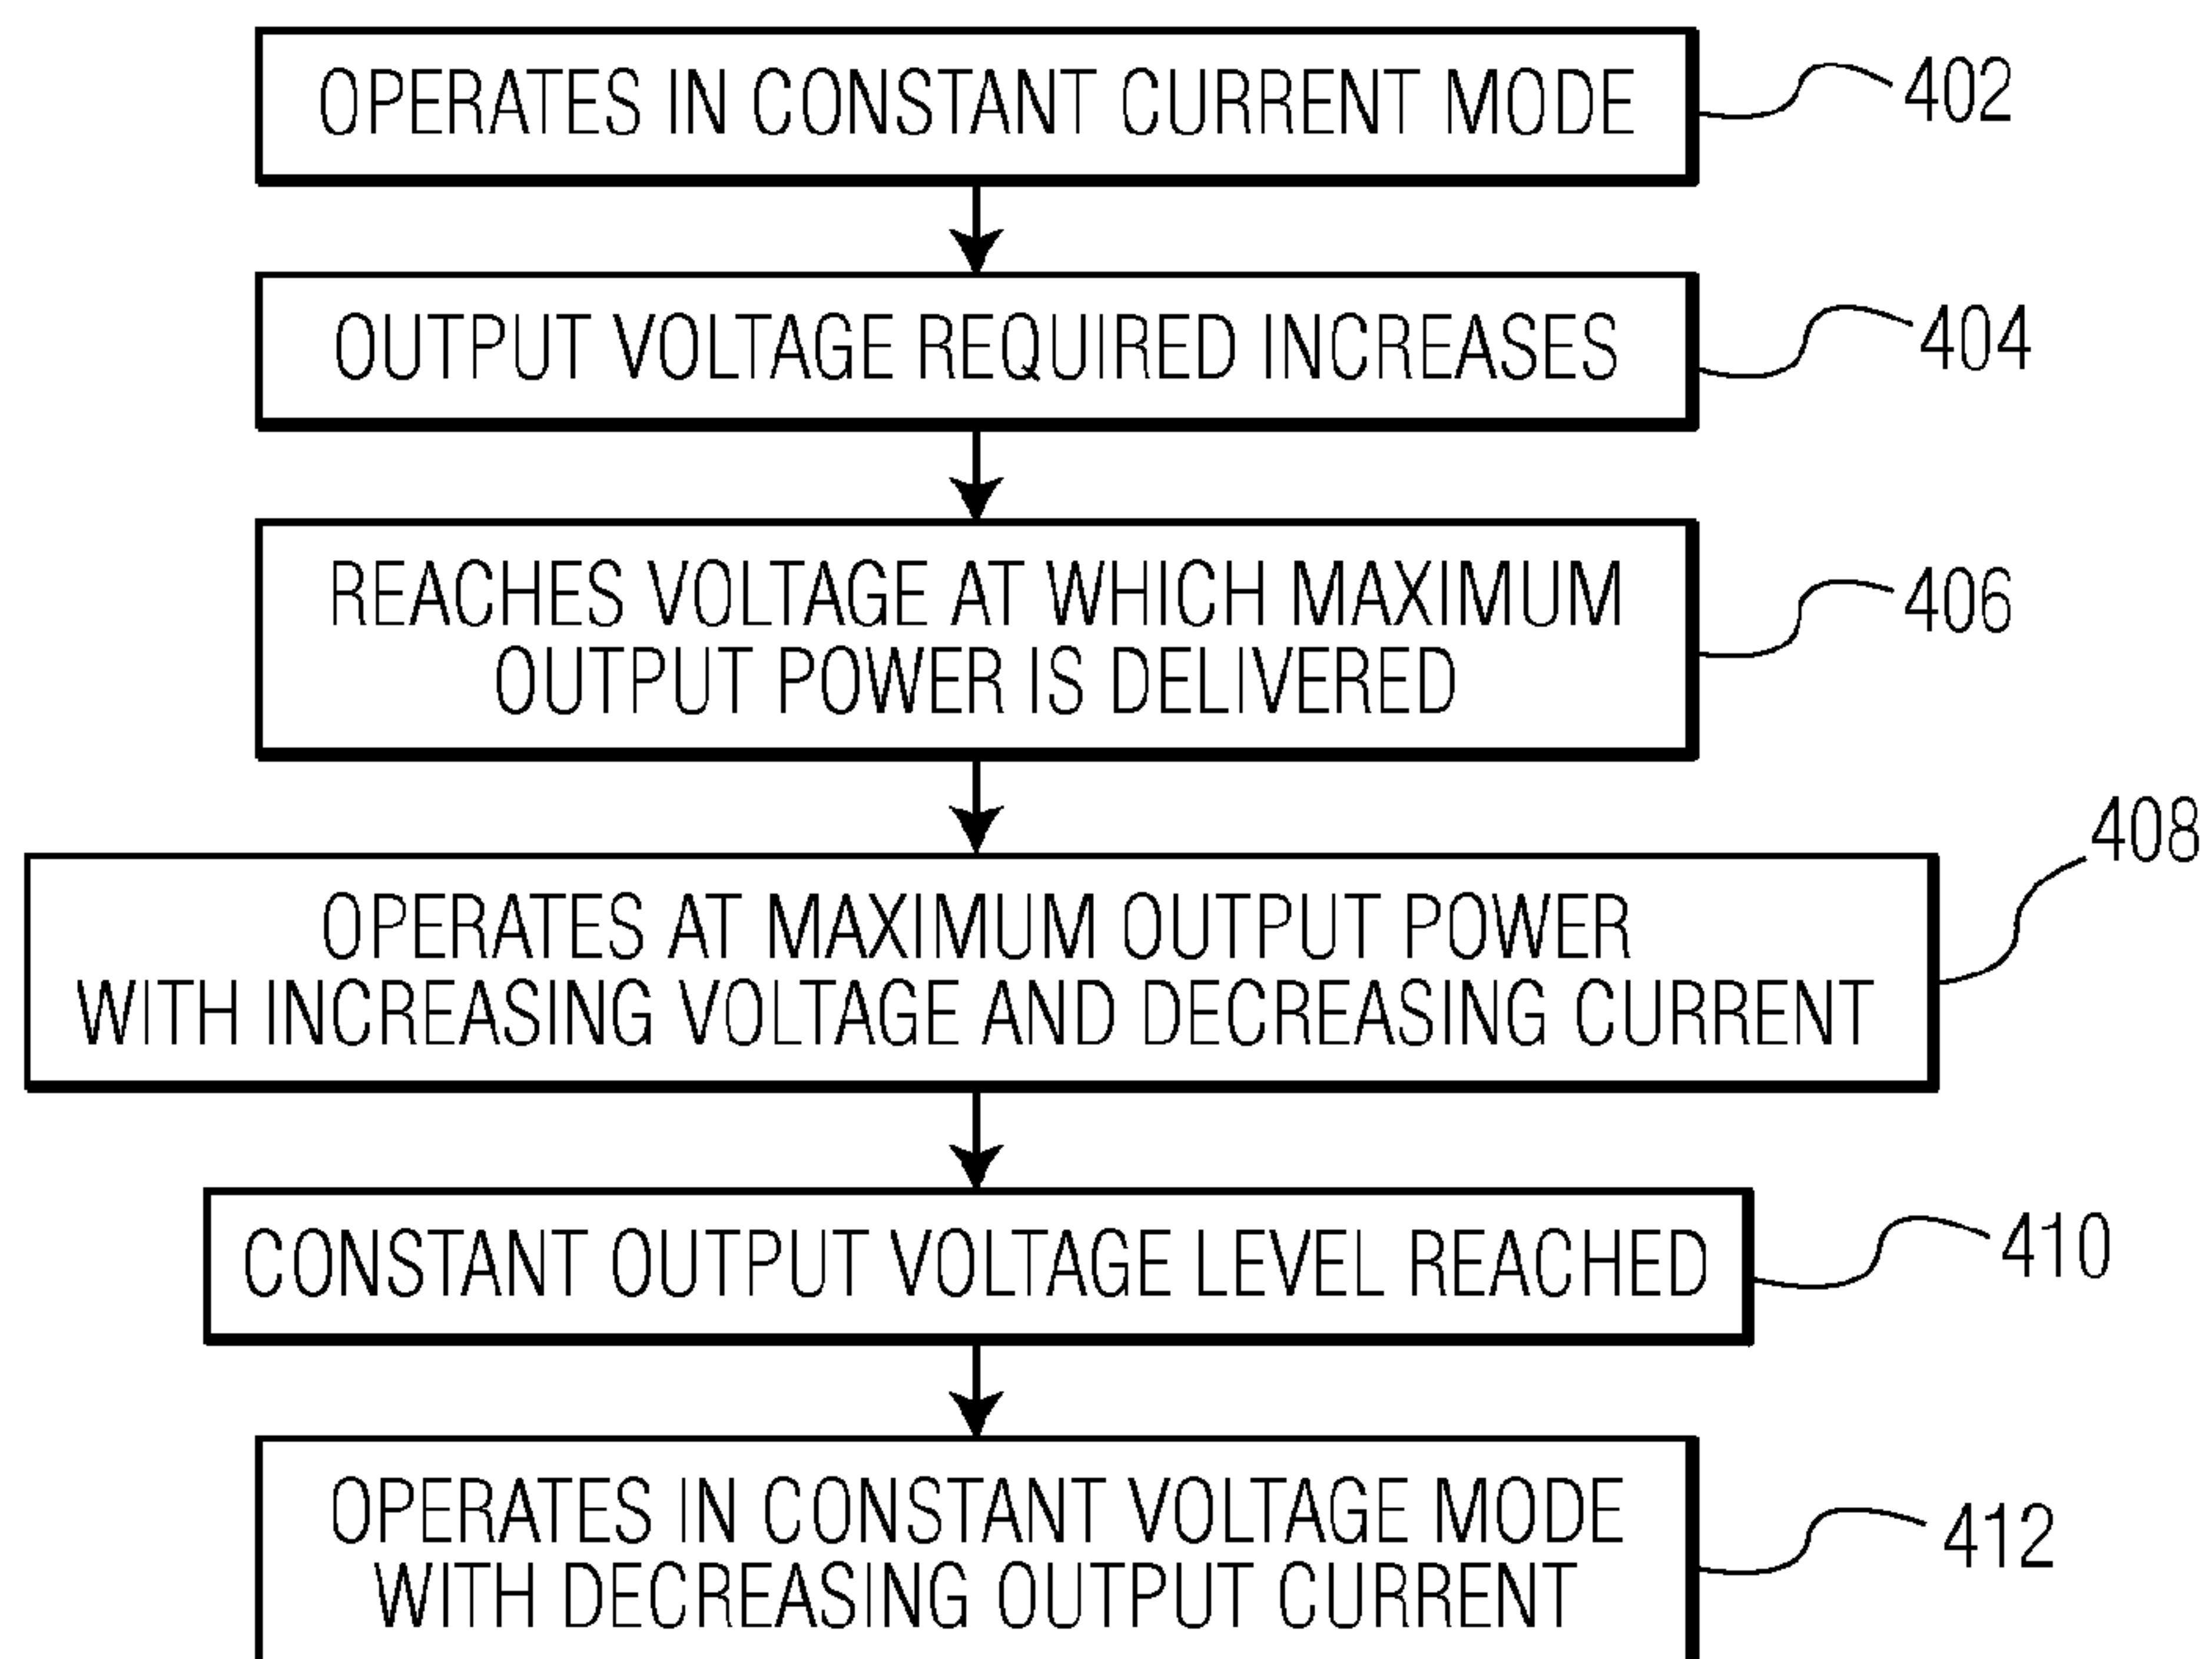 OPERATES IN CONSTANT CURRENT MODE
402
OUTPUT VOLTAGE REQUIRED INCREASES
404
REACHES VOLTAGE AT WHICH MAXIMUM
OUTPUT POWER IS DELIVERED
406
OPERATES AT MAXIMUM OUTPUT POWER
WITH INCREASING VOLTAGE AND DECREASING CURRENT
408
CONSTANT OUTPUT VOLTAGE LEVEL REACHED
410
OPERATES IN CONSTANT VOLTAGE MODE
WITH DECREASING OUTPUT CURRENT
412